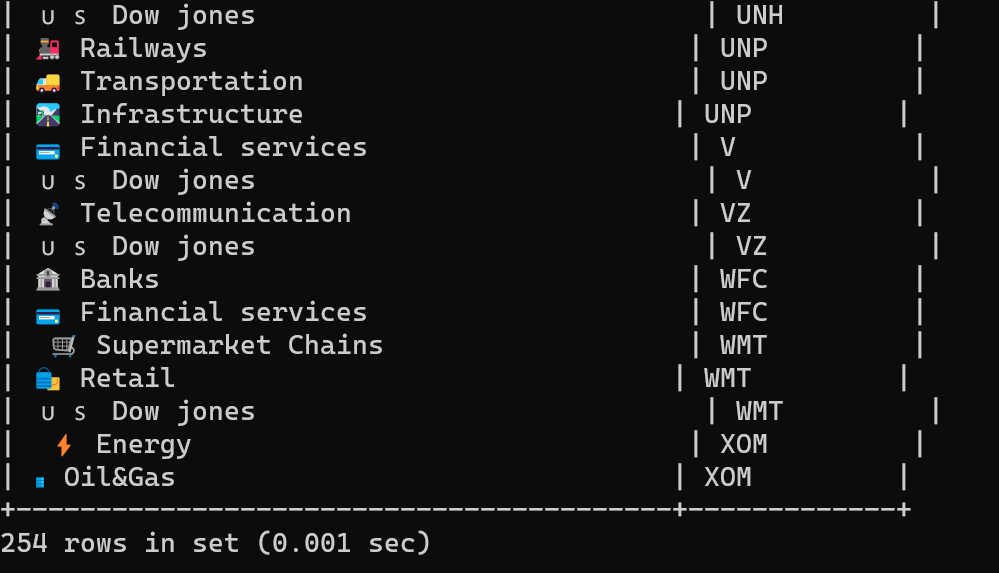 | ᴜ s Dow jones | UNH |
| 🚂 Railways | UNP |
| 🚚 Transportation | UNP |
| 🛣️ Infrastructure | UNP |
| 💳 Financial services | V |
| ᴜ s Dow jones | V |
| 📡 Telecommunication | VZ |
| ᴜ s Dow jones | VZ |
| 🏦 Banks | WFC |
| 💳 Financial services | WFC |
| 🛒 Supermarket Chains | WMT |
| 🛍️ Retail | WMT |
| ᴜ s Dow jones | WMT |
| ⚡ Energy | XOM |
| Oil&Gas | XOM |
+-----------------------------------------+-------------+
254 rows in set (0.001 sec)